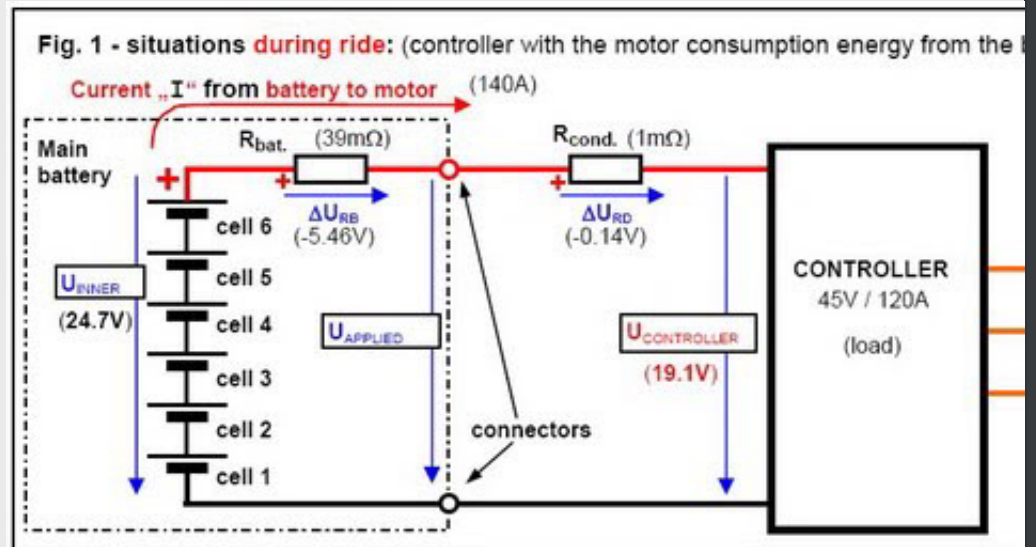 Fig. 1 - situations during ride: (controller with the motor consumption energy from the
Current „I“ from battery to motor (140A)
Main
battery
Rbat. (39mΩ)
Rcond. (1mΩ)
+
+
+
ΔURB
(-5.46V)
ΔURD
(-0.14V)
cell 6
cell 5
cell 4
cell 3
cell 2
cell 1
UINNER
(24.7V)
UAPPLIED
UCONTROLLER
(19.1V)
connectors
CONTROLLER
45V / 120A
(load)